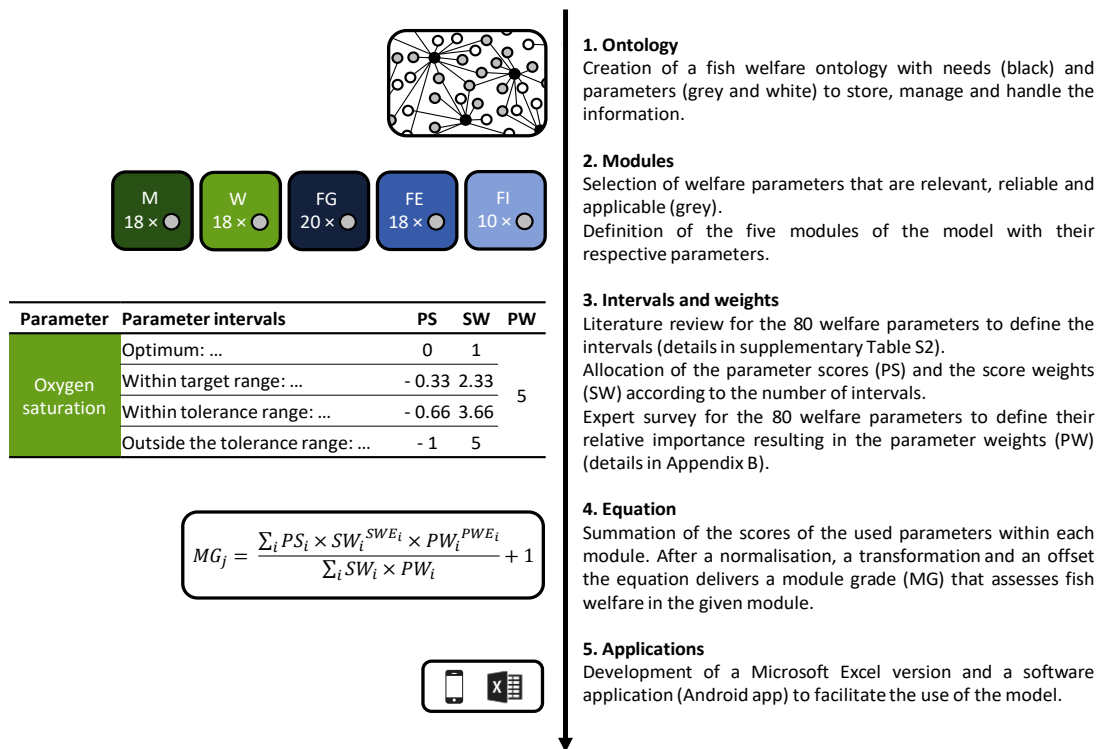 1. Ontology
Creation of a fish welfare ontology with needs (black) and
parameters (grey and white) to store, manage and handle the
information.
M
18 ×
W
18 ×
FG
20 ×
FE
18 ×
FI
10 ×
2. Modules
Selection of welfare parameters that are relevant, reliable and
applicable (grey).
Definition of the five modules of the model with their
respective parameters.
Parameter Parameter intervals PS SW PW
Oxygen
saturation
Optimum: ... 0 1
Within target range: ... - 0.33 2.33
Within tolerance range: ... - 0.66 3.66
Outside the tolerance range: ... - 1 5
5
3. Intervals and weights
Literature review for the 80 welfare parameters to define the
intervals (details in supplementary Table S2).
Allocation of the parameter scores (PS) and the score weights
(SW) according to the number of intervals.
Expert survey for the 80 welfare parameters to define their
relative importance resulting in the parameter weights (PW)
(details in Appendix B).
MG_j = (∑_i PS_i × SW_i^{SWE_i} × PW_i^{PWE_i}) / (∑_i SW_i × PW_i) + 1
4. Equation
Summation of the scores of the used parameters within each
module. After a normalisation, a transformation and an offset
the equation delivers a module grade (MG) that assesses fish
welfare in the given module.
X
5. Applications
Development of a Microsoft Excel version and a software
application (Android app) to facilitate the use of the model.